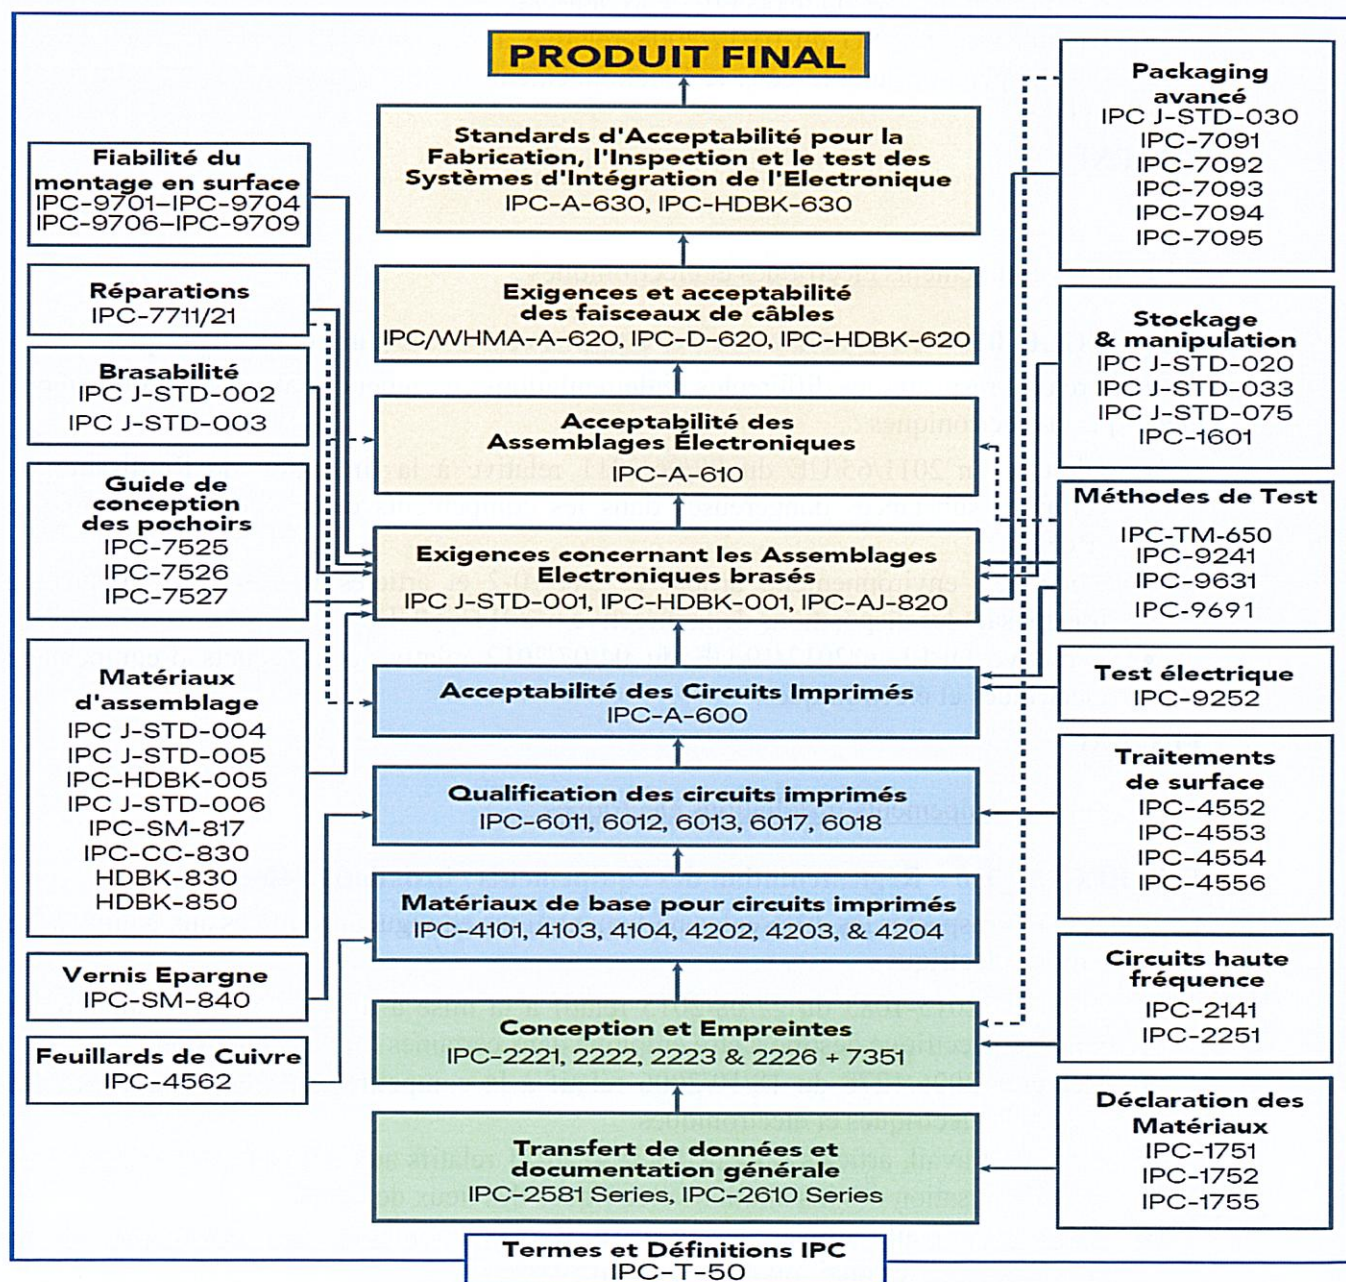 PRODUIT FINAL
Standards d'Acceptabilité pour la
Fabrication, l'Inspection et le test des
Systèmes d'Intégration de l'Electronique
IPC-A-630, IPC-HDBK-630
Exigences et acceptabilité
des faisceaux de câbles
IPC/WHMA-A-620, IPC-D-620, IPC-HDBK-620
Acceptabilité des
Assemblages Électroniques
IPC-A-610
Exigences concernant les Assemblages
Electroniques brasés
IPC J-STD-001, IPC-HDBK-001, IPC-AJ-820
Acceptabilité des Circuits Imprimés
IPC-A-600
Qualification des circuits imprimés
IPC-6011, 6012, 6013, 6017, 6018
Matériaux de base pour circuits imprimés
IPC-4101, 4103, 4104, 4202, 4203, & 4204
Conception et Empreintes
IPC-2221, 2222, 2223 & 2226 + 7351
Transfert de données et
documentation générale
IPC-2581 Series, IPC-2610 Series
Fiabilité du
montage en surface
IPC-9701–IPC-9704
IPC-9706–IPC-9709
Réparations
IPC-7711/21
Brasabilité
IPC J-STD-002
IPC J-STD-003
Guide de
conception
des pochoirs
IPC-7525
IPC-7526
IPC-7527
Matériaux
d'assemblage
IPC J-STD-004
IPC J-STD-005
IPC-HDBK-005
IPC J-STD-006
IPC-SM-817
IPC-CC-830
HDBK-830
HDBK-850
Vernis Epargne
IPC-SM-840
Feuillards de Cuivre
IPC-4562
Packaging
avancé
IPC J-STD-030
IPC-7091
IPC-7092
IPC-7093
IPC-7094
IPC-7095
Stockage
& manipulation
IPC J-STD-020
IPC J-STD-033
IPC J-STD-075
IPC-1601
Méthodes de Test
IPC-TM-650
IPC-9241
IPC-9631
IPC-9691
Test électrique
IPC-9252
Traitements
de surface
IPC-4552
IPC-4553
IPC-4554
IPC-4556
Circuits haute
fréquence
IPC-2141
IPC-2251
Déclaration des
Matériaux
IPC-1751
IPC-1752
IPC-1755
Termes et Définitions IPC
IPC-T-50